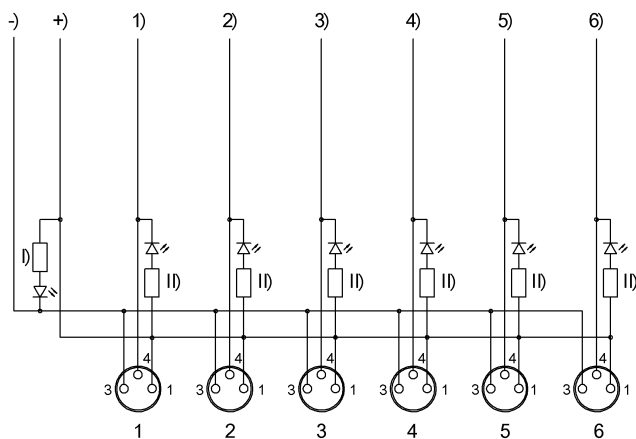 -) +) 1) 2) 3) 4) 5) 6)
I) II) II) II) II) II) II)
4 4 4 4 4 4
3 1 3 1 3 1 3 1 3 1 3 1
1 2 3 4 5 6